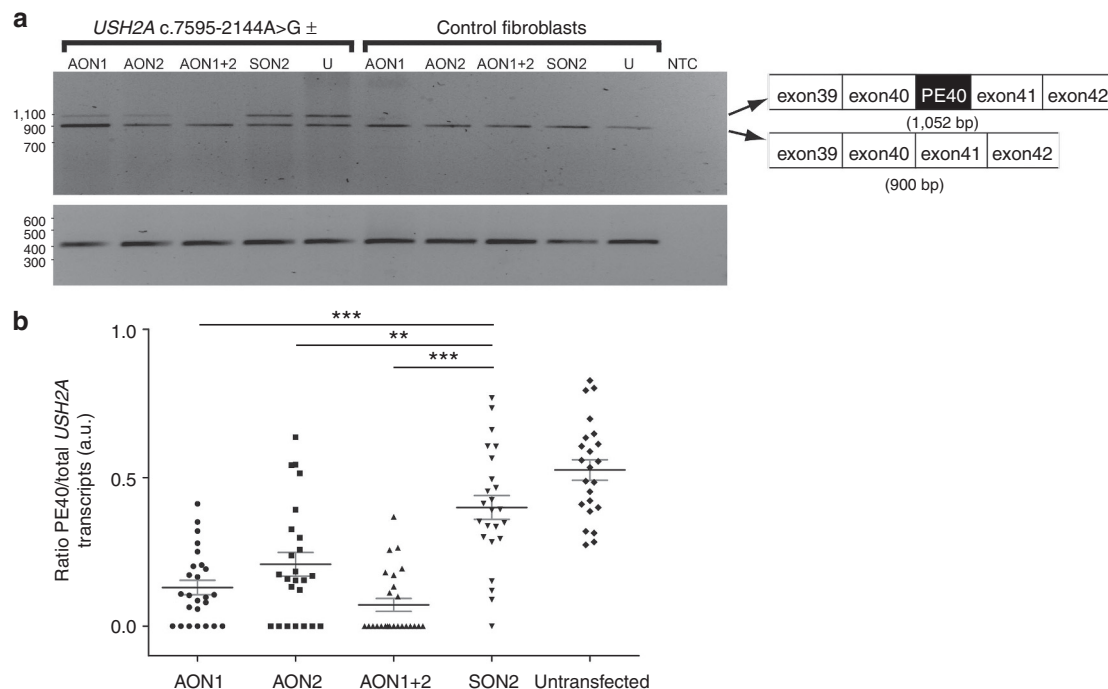 a
USH2A c.7595-2144A>G ±
Control fibroblasts
AON1 AON2 AON1+2 SON2 U AON1 AON2 AON1+2 SON2 U NTC
1,100
900
700
exon39 exon40 PE40 exon41 exon42
(1,052 bp)
exon39 exon40 exon41 exon42
(900 bp)
600
500
400
300
b
***
**
***
1.0
0.5
0.0
Ratio PE40/total USH2A
transcripts (a.u.)
AON1 AON2 AON1+2 SON2 Untransfected